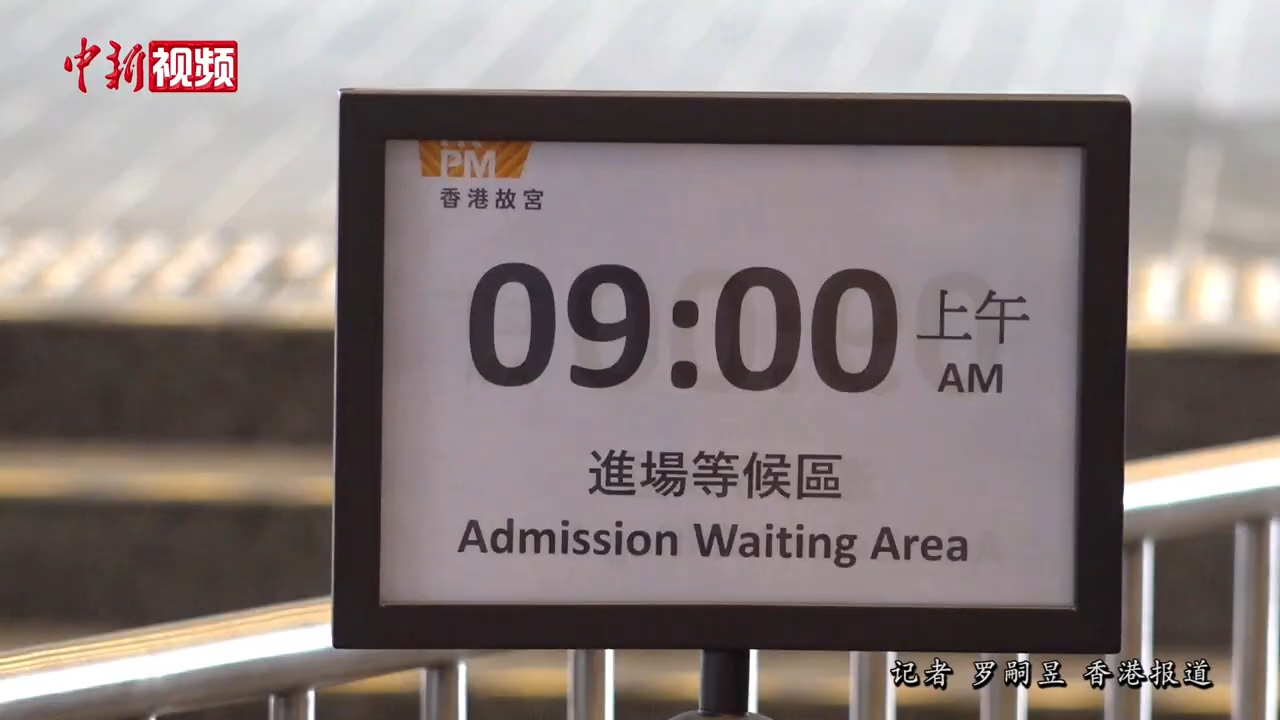 中新视频
PM
香港故宮
09:00 上午
AM
進場等候區
Admission Waiting Area
记者 罗嗣昱 香港报道